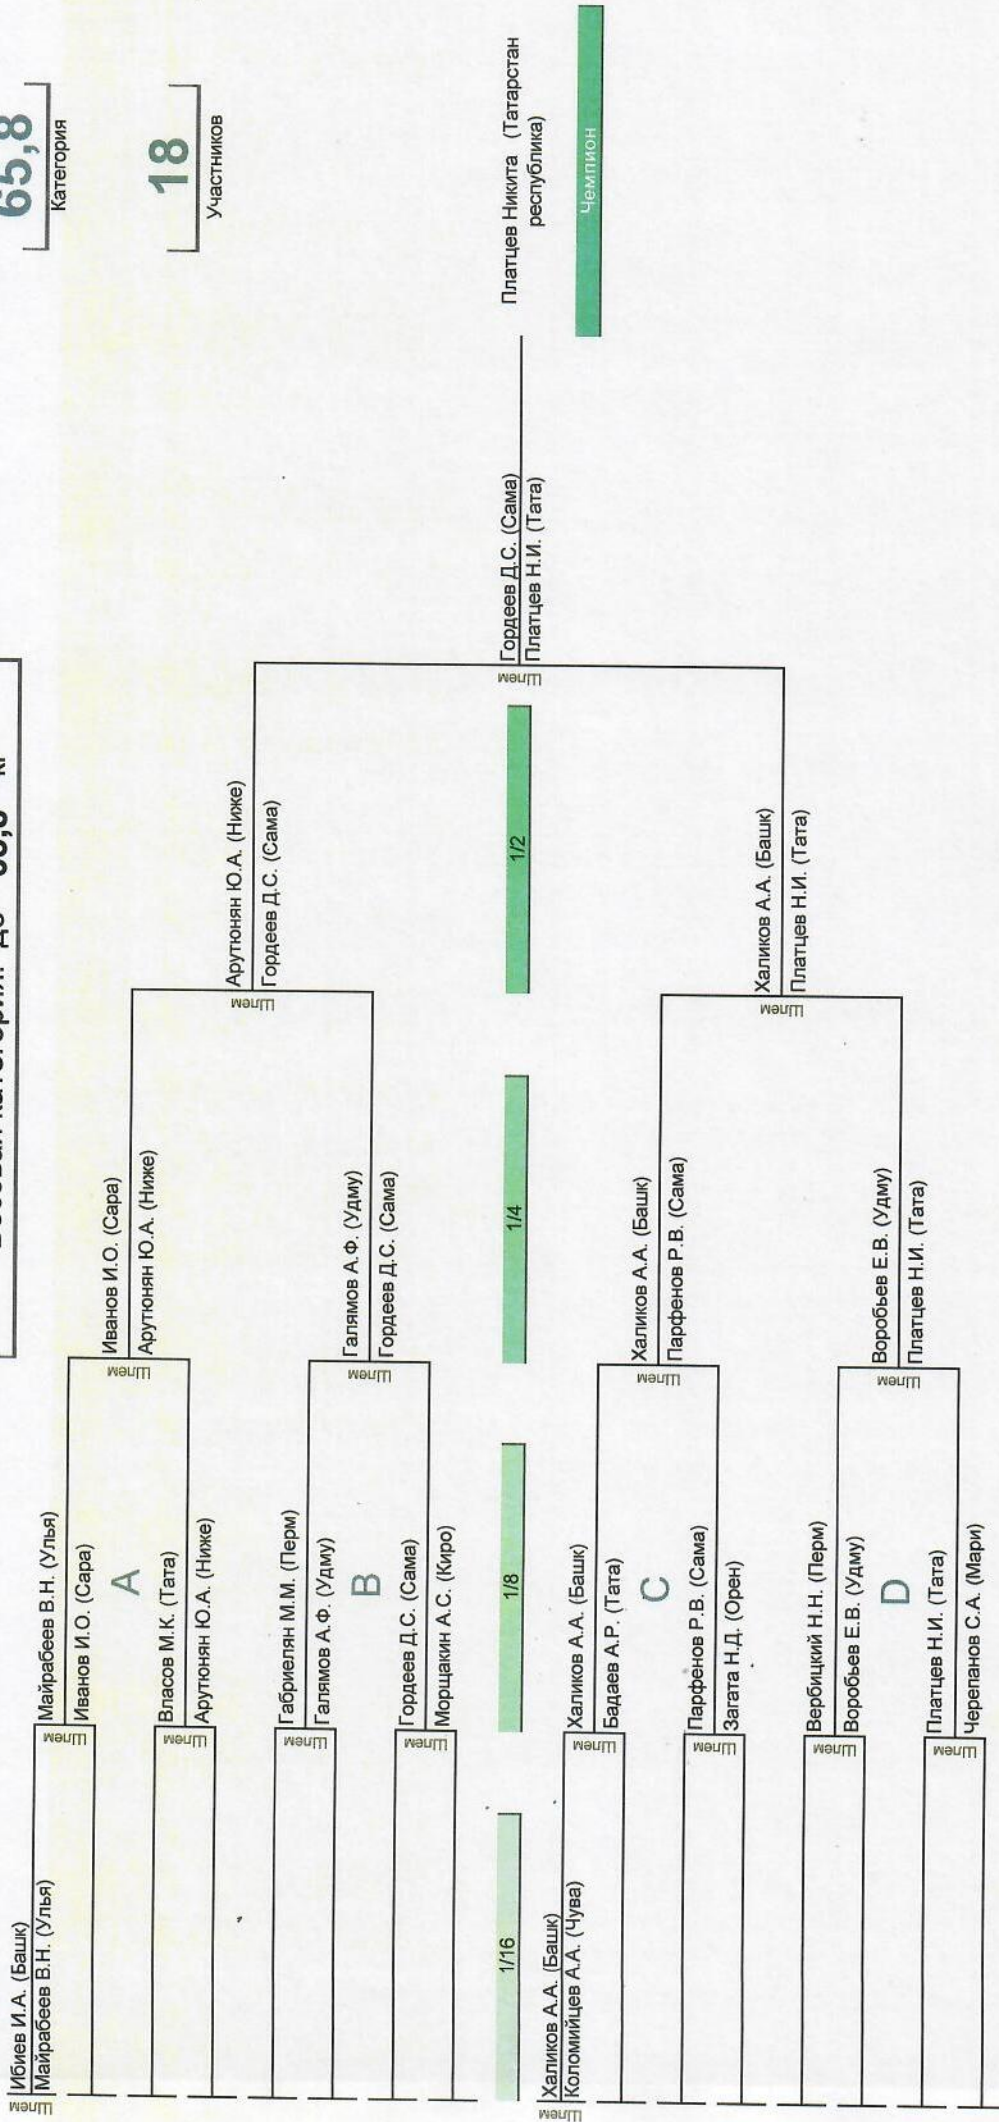 65,8
Категория
18
Участников
Ибиев И.А. (Башк)
Шлем
Майрабеев В.Н. (Улья)
Майрабеев В.Н. (Улья)
Шлем
Иванов И.О. (Сара)
A
Власов М.К. (Тата)
Шлем
Арутюнян Ю.А. (Ниже)
Габриелян М.М. (Перм)
Шлем
Галямов А.Ф. (Удму)
B
Гордеев Д.С. (Сама)
Шлем
Морщакин А.С. (Киро)
Иванов И.О. (Сара)
Шлем
Арутюнян Ю.А. (Ниже)
Галямов А.Ф. (Удму)
Шлем
Гордеев Д.С. (Сама)
Арутюнян Ю.А. (Ниже)
Шлем
Гордеев Д.С. (Сама)
1/16
1/8
1/4
1/2
Гордеев Д.С. (Сама)
Шлем
Платцев Н.И. (Тата)
Платцев Никита (Татарстан
республика)
Чемпион
Халиков А.А. (Башк)
Шлем
Коломийцев А.А. (Чува)
Халиков А.А. (Башк)
Шлем
Бадаев А.Р. (Тата)
C
Парфенов Р.В. (Сама)
Шлем
Загата Н.Д. (Орен)
Вербицкий Н.Н. (Перм)
Шлем
Воробьев Е.В. (Удму)
D
Платцев Н.И. (Тата)
Шлем
Черепанов С.А. (Мари)
Халиков А.А. (Башк)
Шлем
Парфенов Р.В. (Сама)
Воробьев Е.В. (Удму)
Шлем
Платцев Н.И. (Тата)
Халиков А.А. (Башк)
Шлем
Платцев Н.И. (Тата)